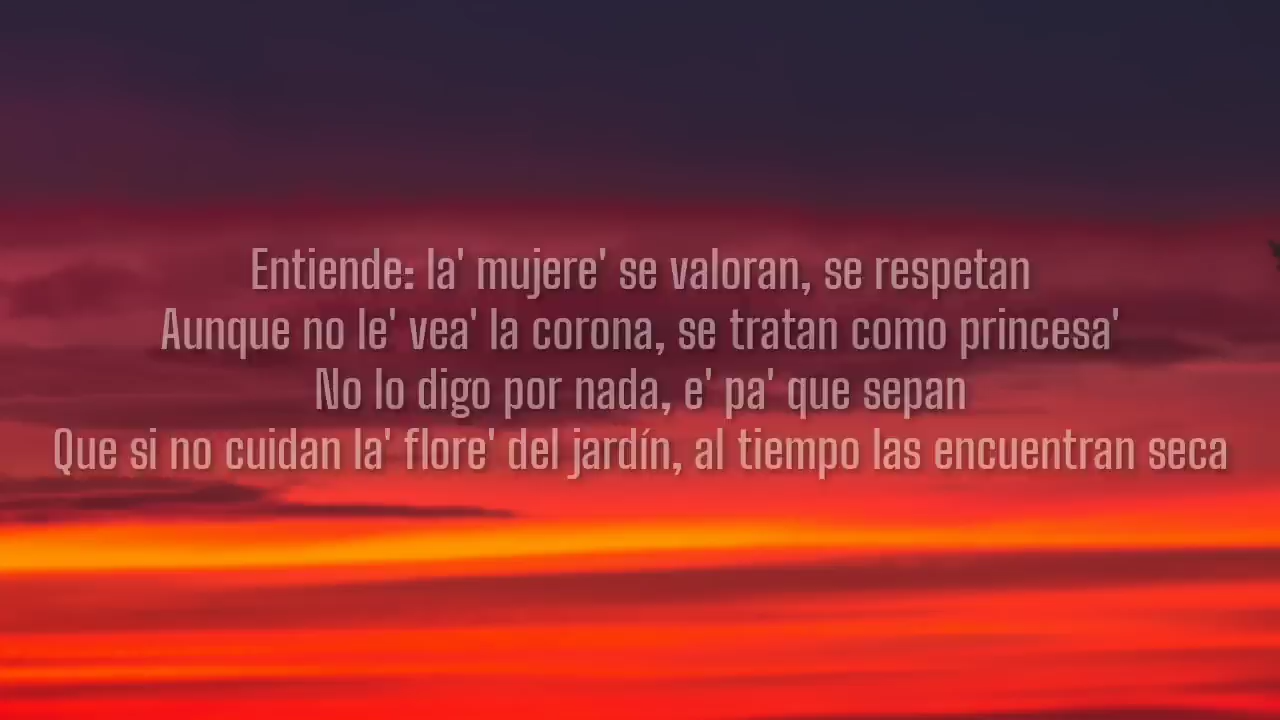 Entiende: la' mujere' se valoran, se respetan
Aunque no le' vea' la corona, se tratan como princesa'
No lo digo por nada, e' pa' que sepan
Que si no cuidan la' flore' del jardín, al tiempo las encuentran seca